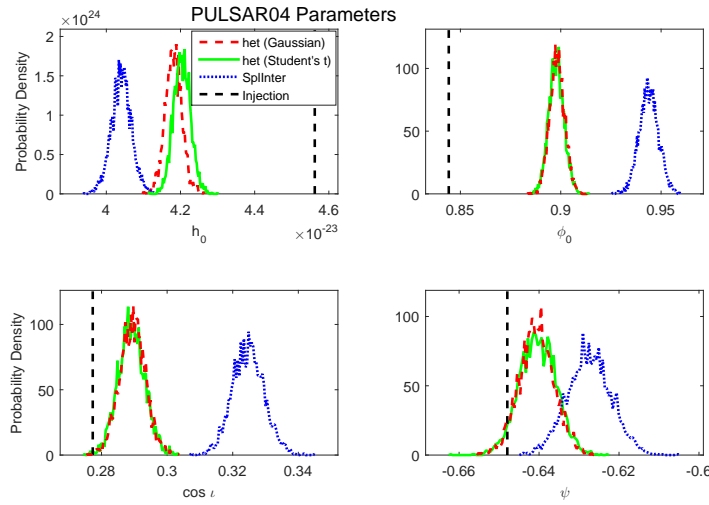 PULSAR04 Parameters
×10^24
2
1.5
1
0.5
0
Probability Density
4
4.2
4.4
4.6
×10^-23
h_0
het (Gaussian)
het (Student's t)
SplInter
Injection
100
50
0
0.85
0.9
0.95
ϕ_0
Probability Density
100
50
0
0.28
0.3
0.32
0.34
cos ι
100
50
0
-0.66
-0.64
-0.62
-0.6
ψ